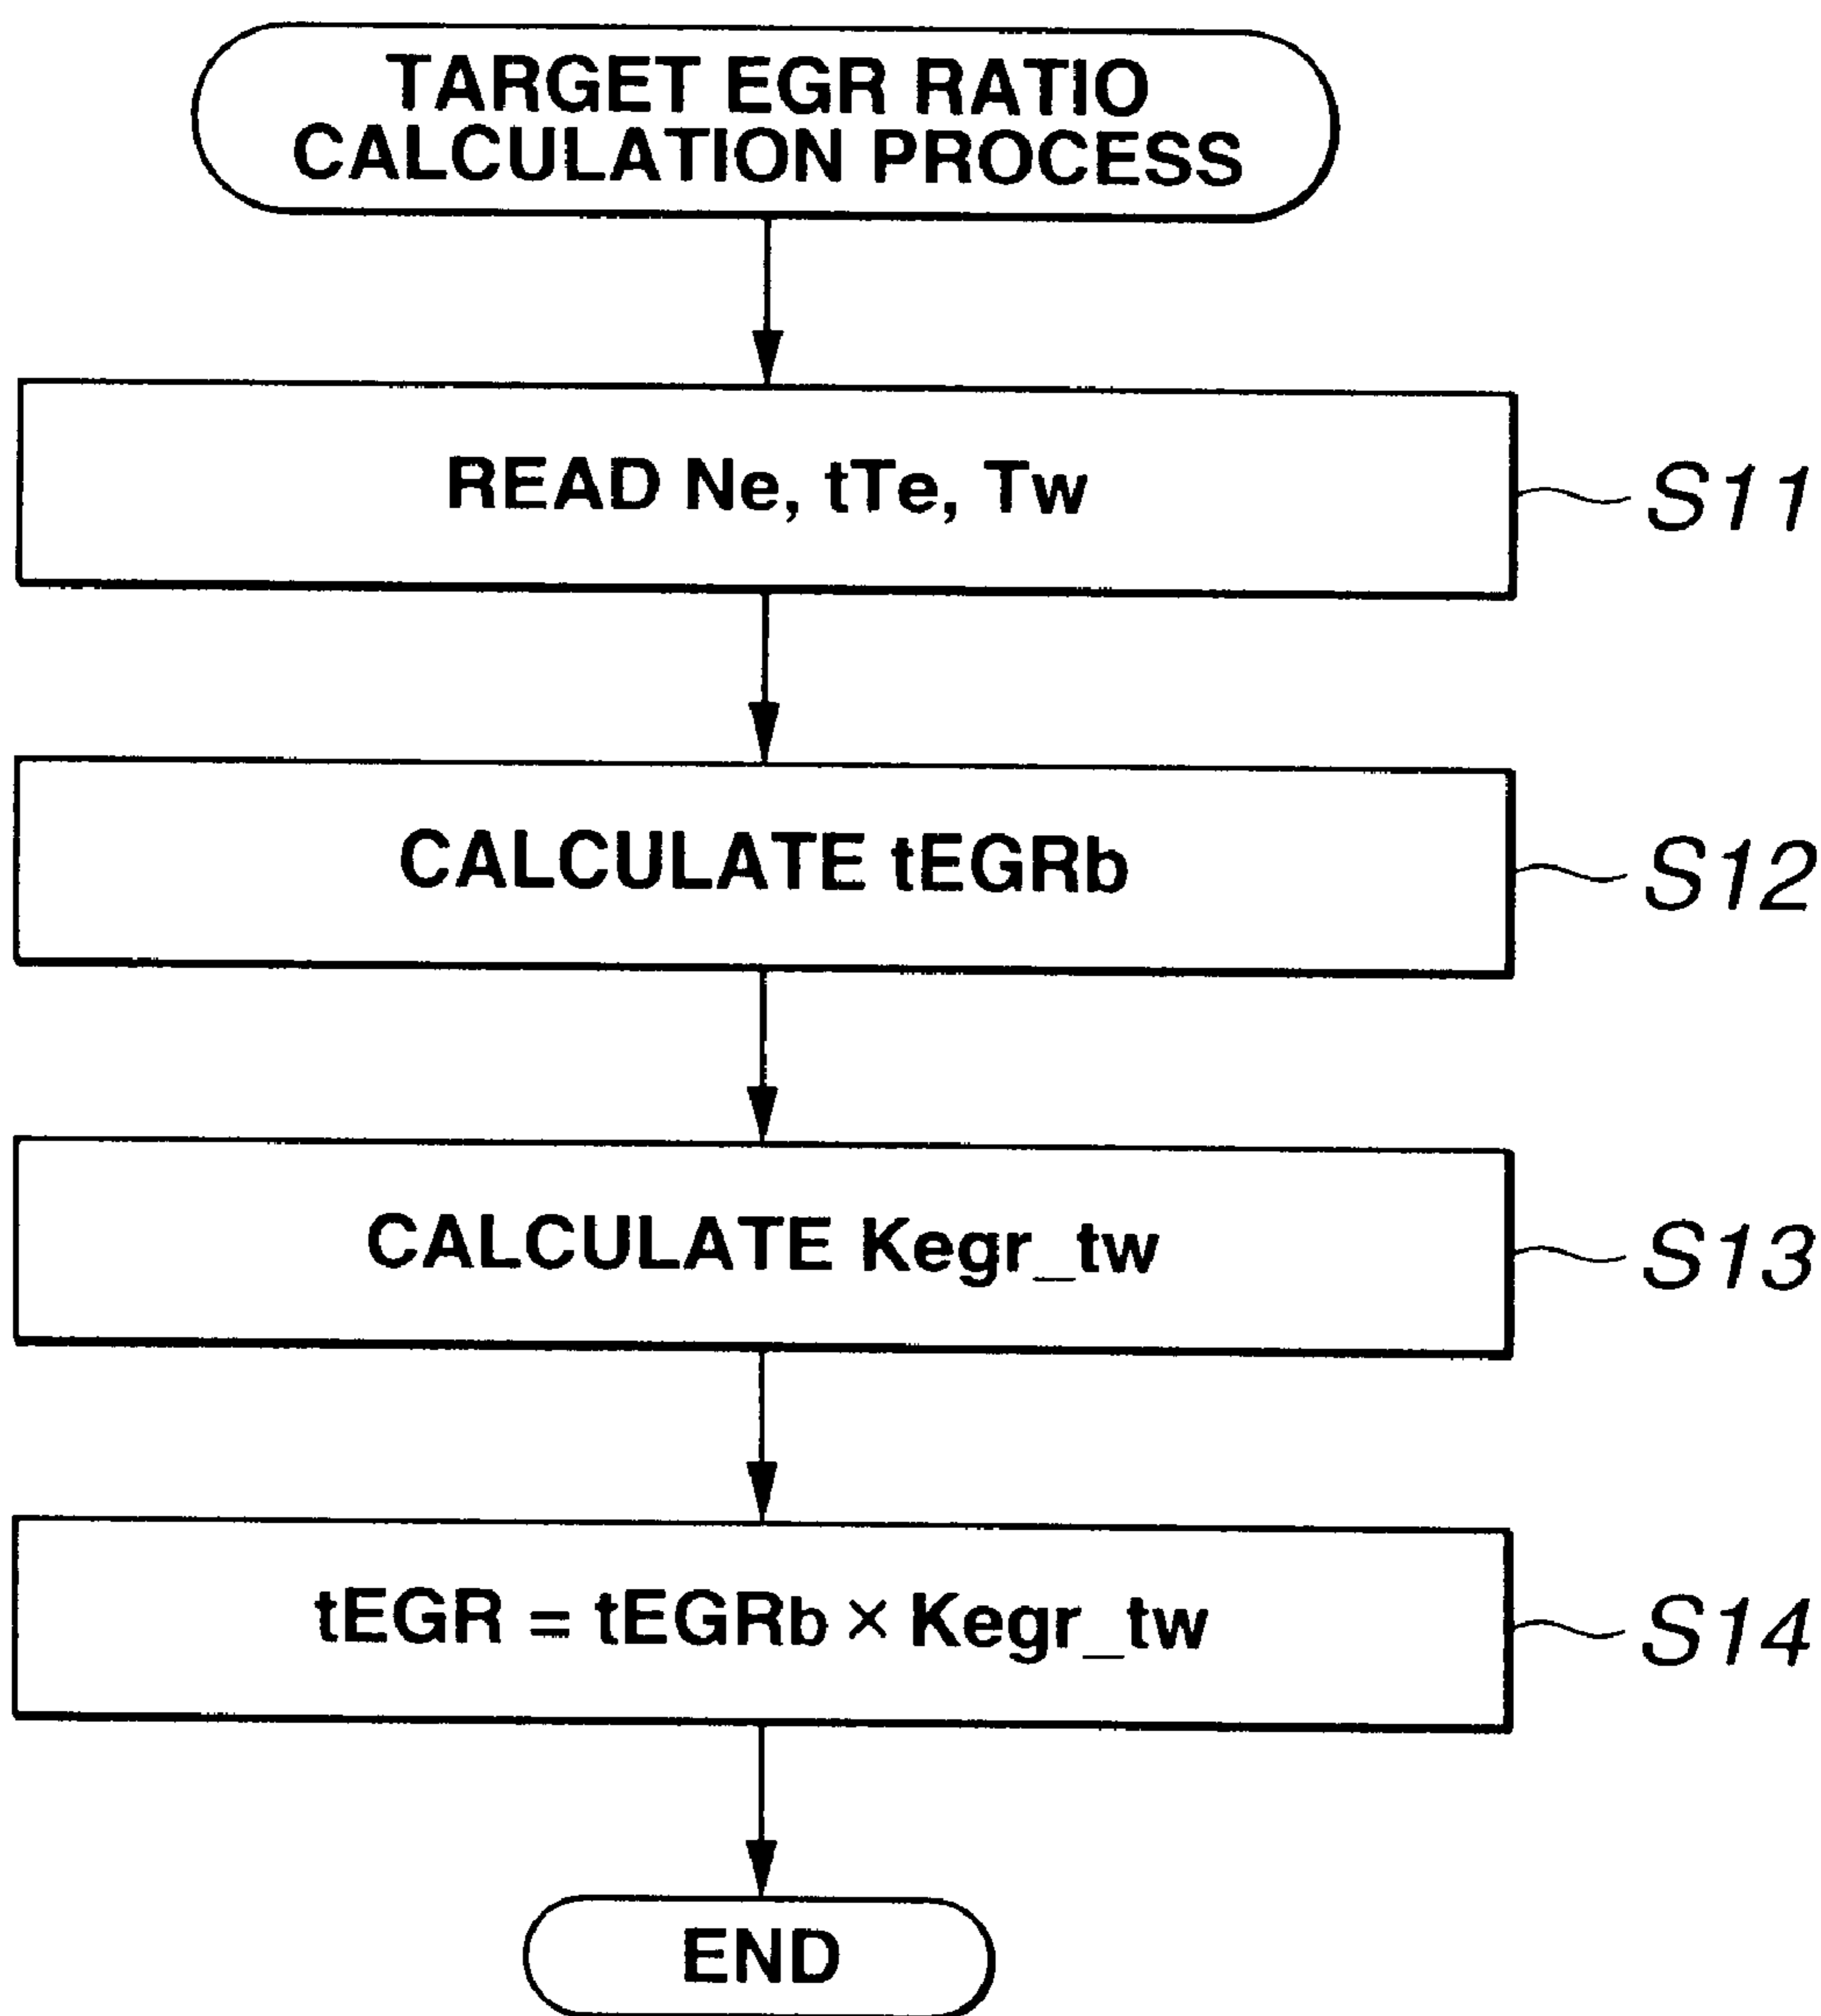 TARGET EGR RATIO
CALCULATION PROCESS
READ Ne, tTe, Tw
S11
CALCULATE tEGRb
S12
CALCULATE Kegr_tw
S13
tEGR = tEGRb × Kegr_tw
S14
END